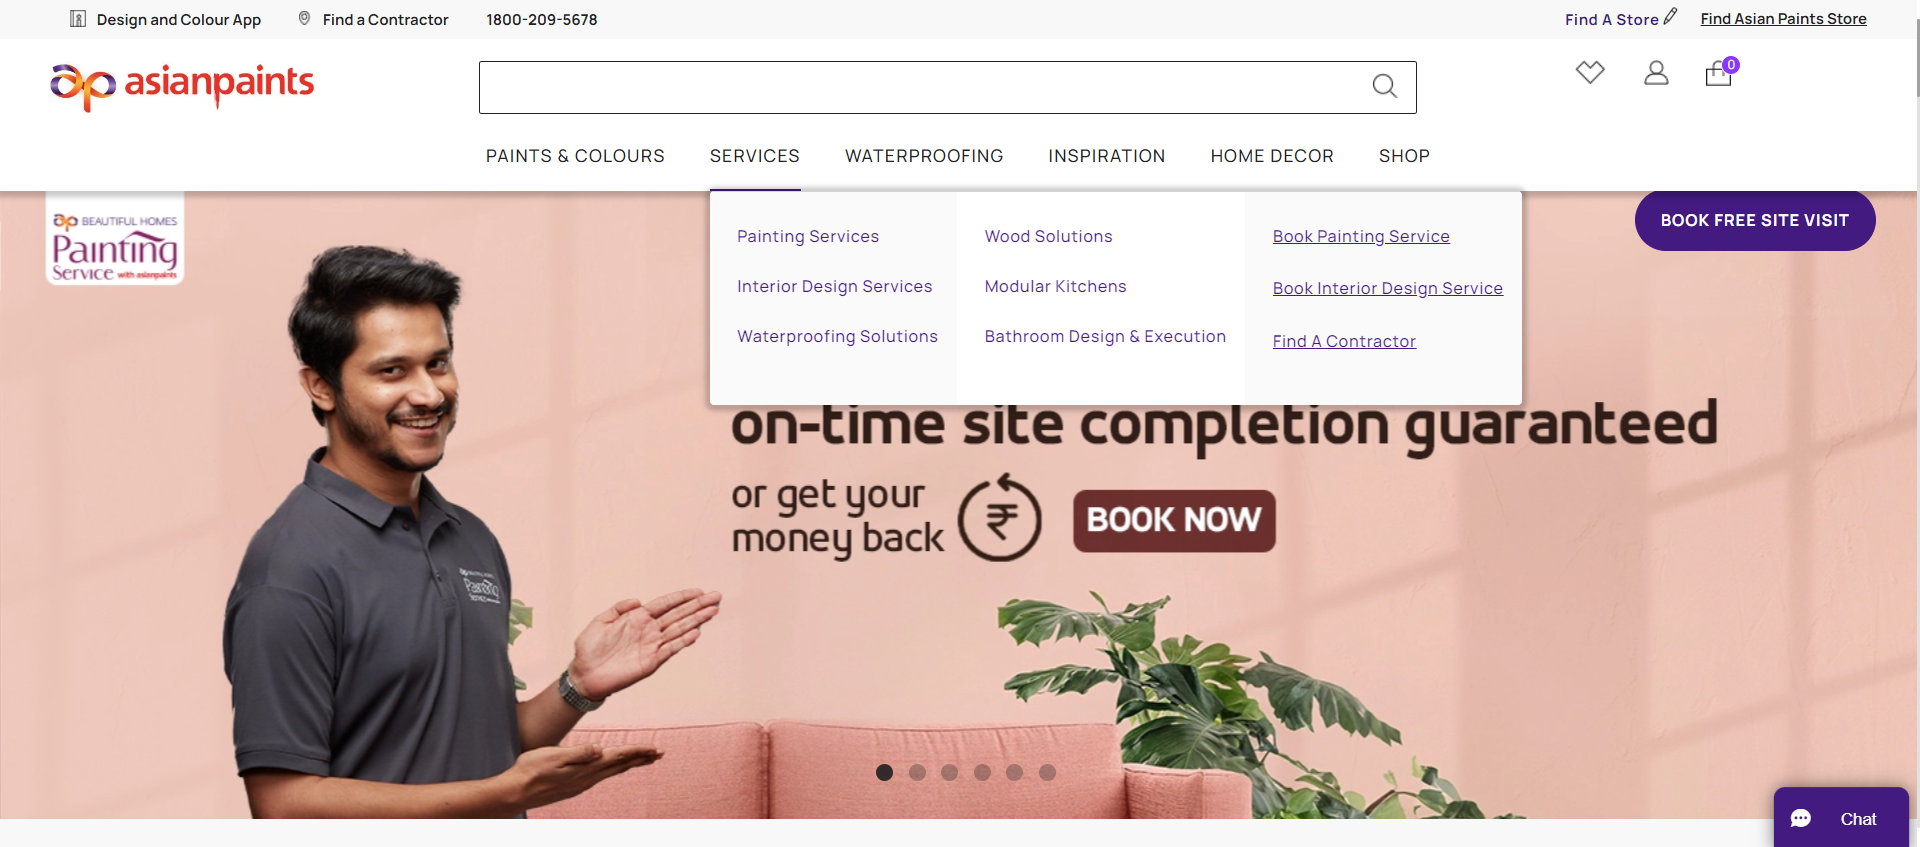 Design and Colour App
Find a Contractor
1800-209-5678
Find A Store
Find Asian Paints Store
ap asianpaints
0
PAINTS & COLOURS
SERVICES
WATERPROOFING
INSPIRATION
HOME DECOR
SHOP
ap BEAUTIFUL HOMES
Painting
SERVICE with asianpaints
Painting Services
Interior Design Services
Waterproofing Solutions
Wood Solutions
Modular Kitchens
Bathroom Design & Execution
Book Painting Service
Book Interior Design Service
Find A Contractor
BOOK FREE SITE VISIT
on-time site completion guaranteed
or get your
money back
₹
BOOK NOW
Painting
Chat